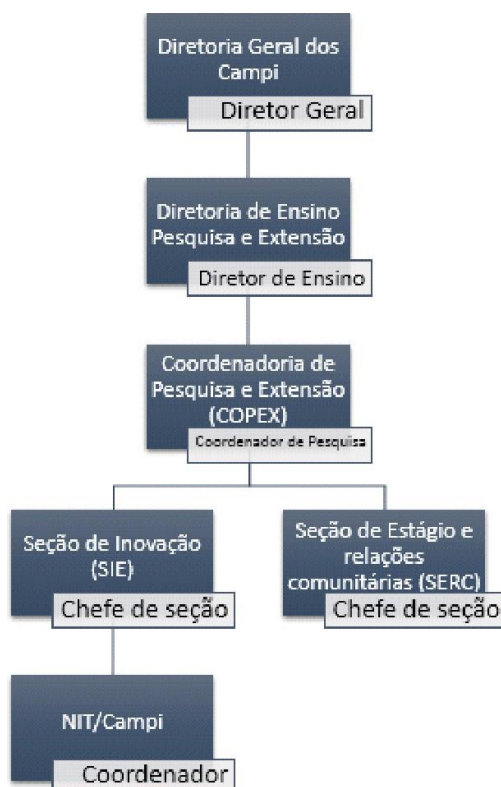 Diretoria Geral dos
Campi
Diretor Geral
Diretoria de Ensino
Pesquisa e Extensão
Diretor de Ensino
Coordenadoria de
Pesquisa e Extensão
(COPEX)
Coordenador de Pesquisa
Seção de Inovação
(SIE)
Chefe de seção
Seção de Estágio e
relações
comunitárias (SERC)
Chefe de seção
NIT/Campi
Coordenador